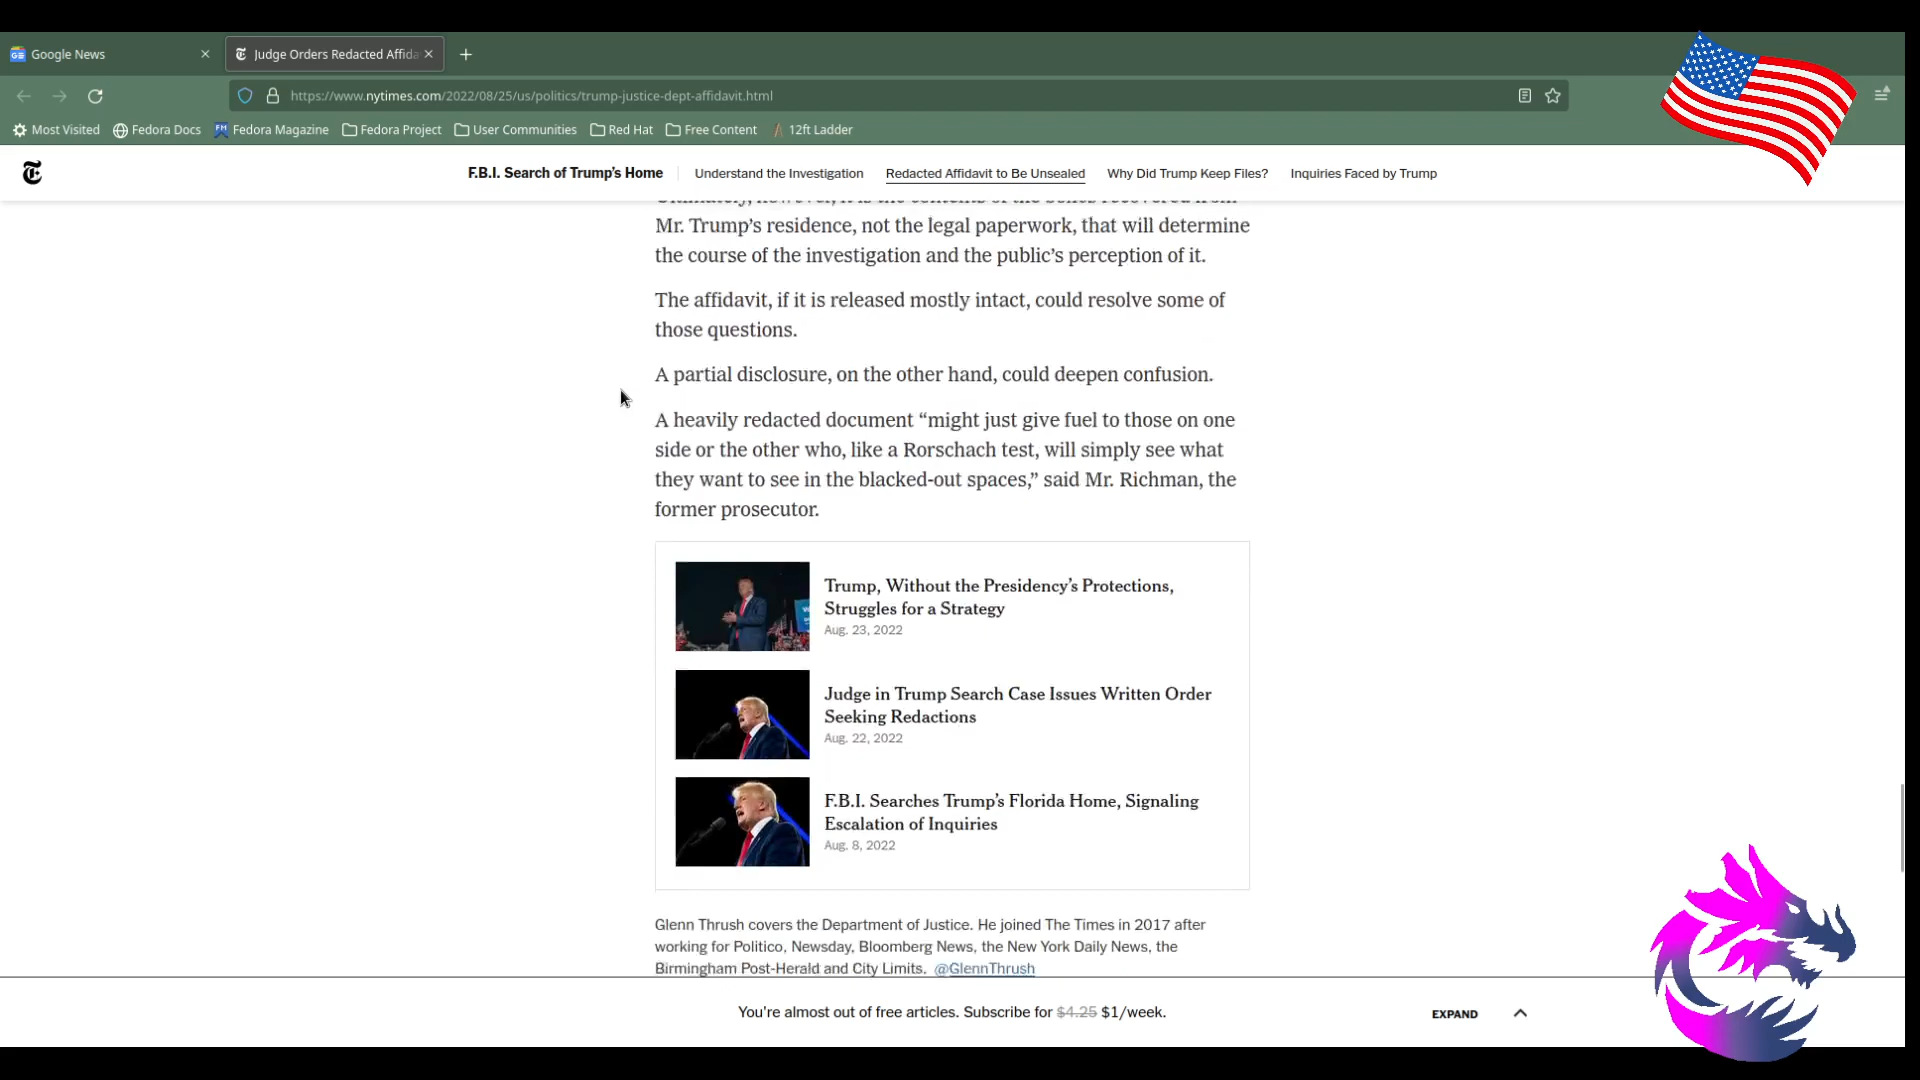 Google News
Judge Orders Redacted Affida
https://www.nytimes.com/2022/08/25/us/politics/trump-justice-dept-affidavit.html
Most Visited Fedora Docs Fedora Magazine Fedora Project User Communities Red Hat Free Content 12ft Ladder
F.B.I. Search of Trump's Home Understand the Investigation Redacted Affidavit to Be Unsealed Why Did Trump Keep Files? Inquiries Faced by Trump
Ultimately, however, it is the contents of the boxes recovered from
Mr. Trump's residence, not the legal paperwork, that will determine
the course of the investigation and the public's perception of it.
The affidavit, if it is released mostly intact, could resolve some of
those questions.
A partial disclosure, on the other hand, could deepen confusion.
A heavily redacted document “might just give fuel to those on one
side or the other who, like a Rorschach test, will simply see what
they want to see in the blacked-out spaces,” said Mr. Richman, the
former prosecutor.
Trump, Without the Presidency's Protections,
Struggles for a Strategy
Aug. 23, 2022
Judge in Trump Search Case Issues Written Order
Seeking Redactions
Aug. 22, 2022
F.B.I. Searches Trump's Florida Home, Signaling
Escalation of Inquiries
Aug. 8, 2022
Glenn Thrush covers the Department of Justice. He joined The Times in 2017 after
working for Politico, Newsday, Bloomberg News, the New York Daily News, the
Birmingham Post-Herald and City Limits. @GlennThrush
You're almost out of free articles. Subscribe for $4.25 $1/week.
EXPAND